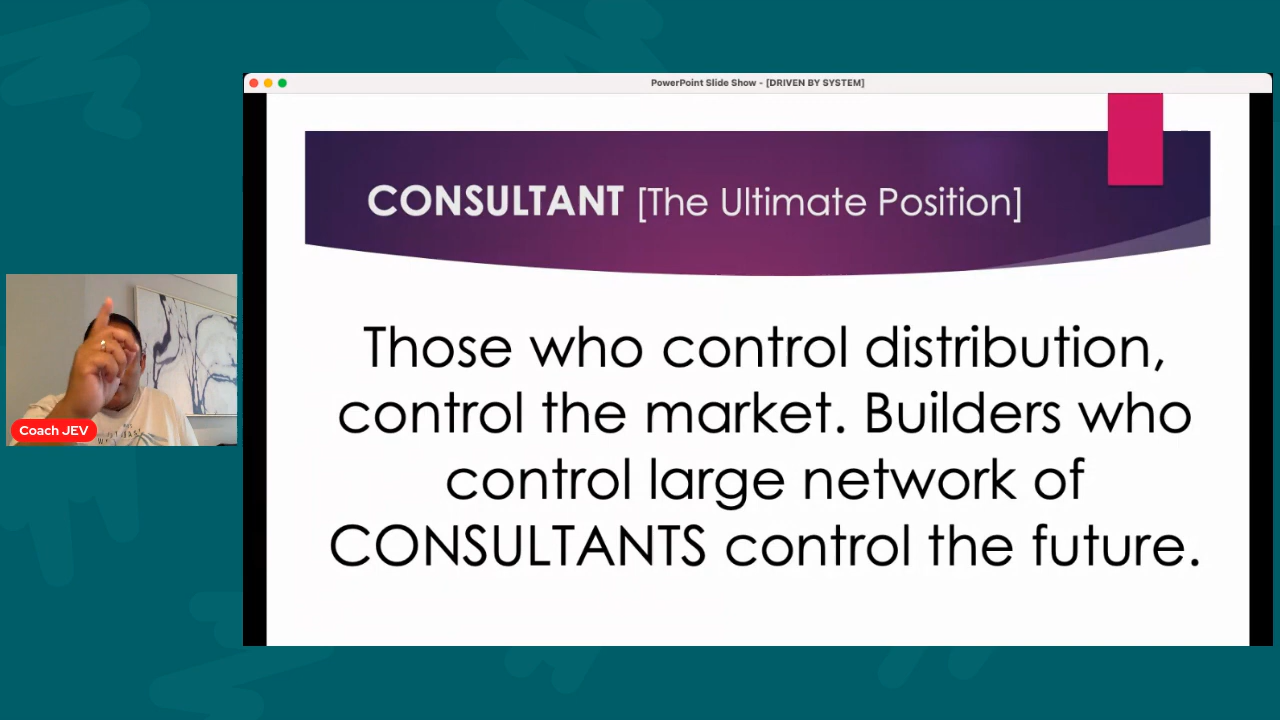 PowerPoint Slide Show - [DRIVEN BY SYSTEM]
CONSULTANT [The Ultimate Position]
Those who control distribution,
control the market. Builders who
control large network of
CONSULTANTS control the future.
Coach JEV